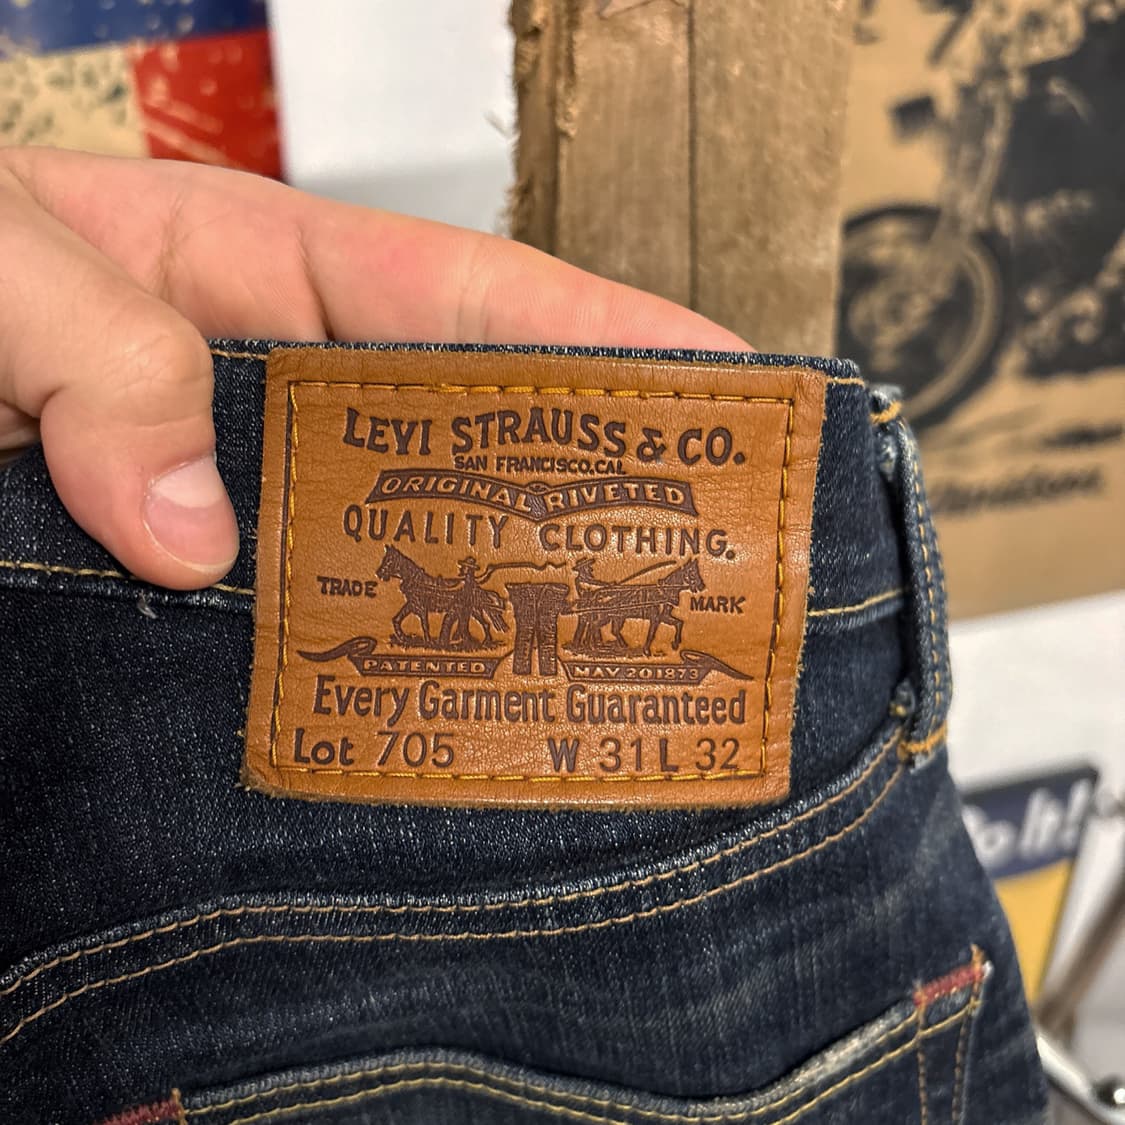 LEVI STRAUSS & CO.
SAN FRANCISCO.CAL
ORIGINAL RIVETED
QUALITY CLOTHING.
TRADE MARK
PATENTED MAY 20 1873
Every Garment Guaranteed
Lot 705 W 31 L 32
It!